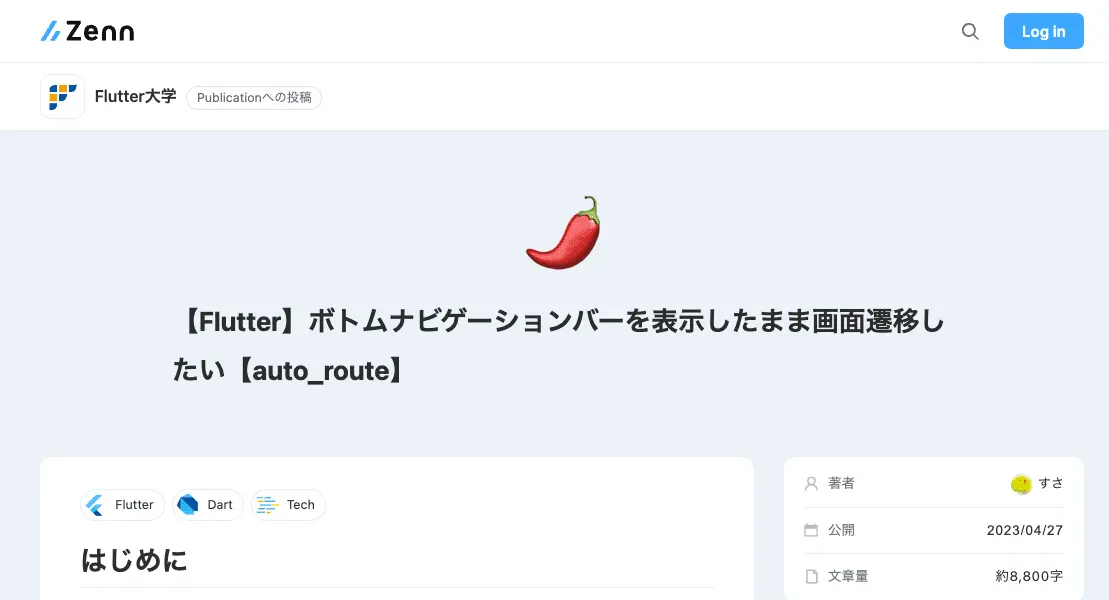 Zenn
Log in
Flutter大学
Publicationへの投稿
【Flutter】ボトムナビゲーションバーを表示したまま画面遷移し
たい【auto_route】
Flutter
Dart
Tech
はじめに
著者
すさ
公開
2023/04/27
文章量
約8,800字